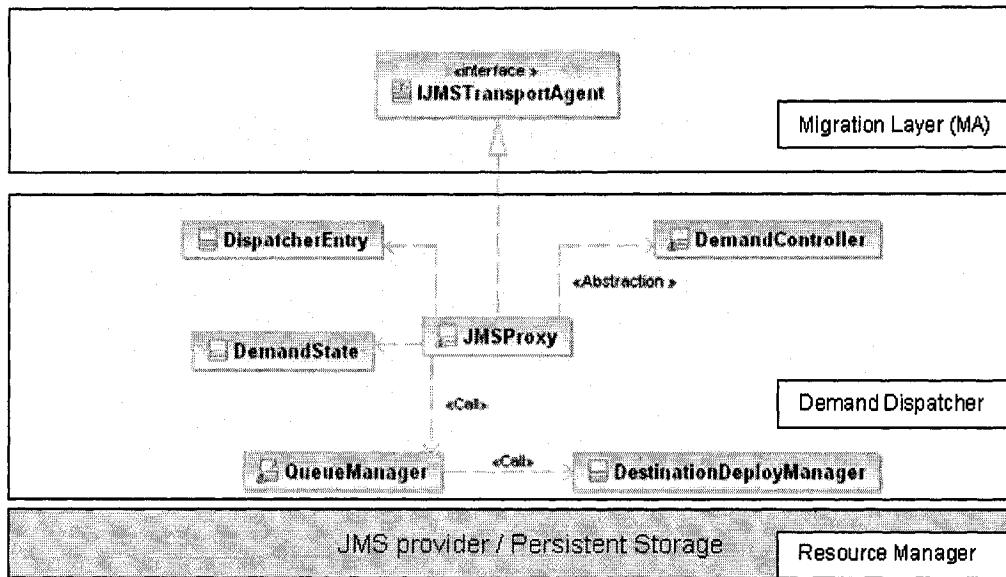 «interface »
IJMSTransportAgent
Migration Layer (MA)
DispatcherEntry
DemandController
«Abstraction »
JMSProxy
DemandState
«Call»
QueueManager
«Call»
DestinationDeployManager
Demand Dispatcher
JMS provider / Persistent Storage
Resource Manager